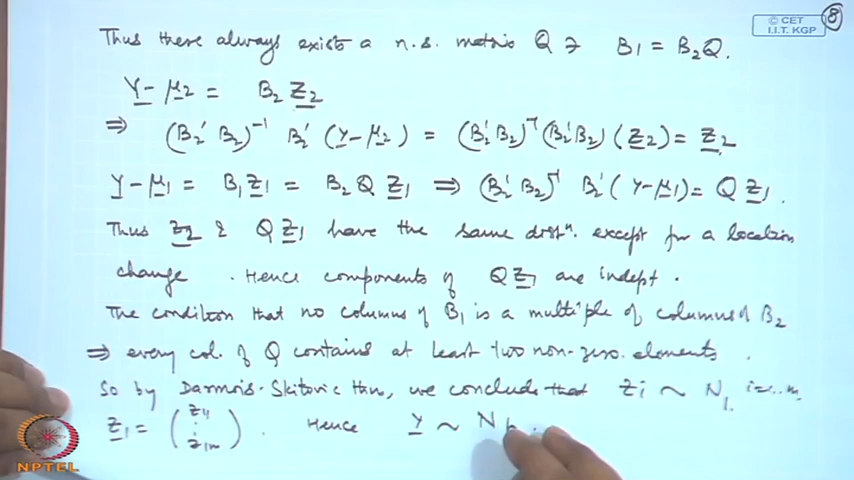 © CET
I.I.T. KGP
8
Thus there always exists a n.s. matrix Q ∋ B₁ = B₂Q.
Y - μ₂ = B₂ Z₂
⇒ (B₂' B₂)⁻¹ B₂' (Y - μ₂) = (B₂' B₂)⁻¹ (B₂' B₂) (Z₂) = Z₂
Y - μ₁ = B₁ Z₁ = B₂ Q Z₁ ⇒ (B₂' B₂)⁻¹ B₂' (Y - μ₁) = Q Z₁.
Thus Z₂ & Q Z₁ have the same distⁿ. except for a location
change. Hence components of Q Z₁ are indept.
The condition that no columns of B₁ is a multiple of columns of B₂
⇒ every col. of Q contains at least two non-zero elements.
So by Darmois-Skitovic thm, we conclude that Zi ~ N₁. i=1..m.
Z₁ = (Z₁₁ ⋮ Z₁m). Hence Y ~ Np.
NPTEL